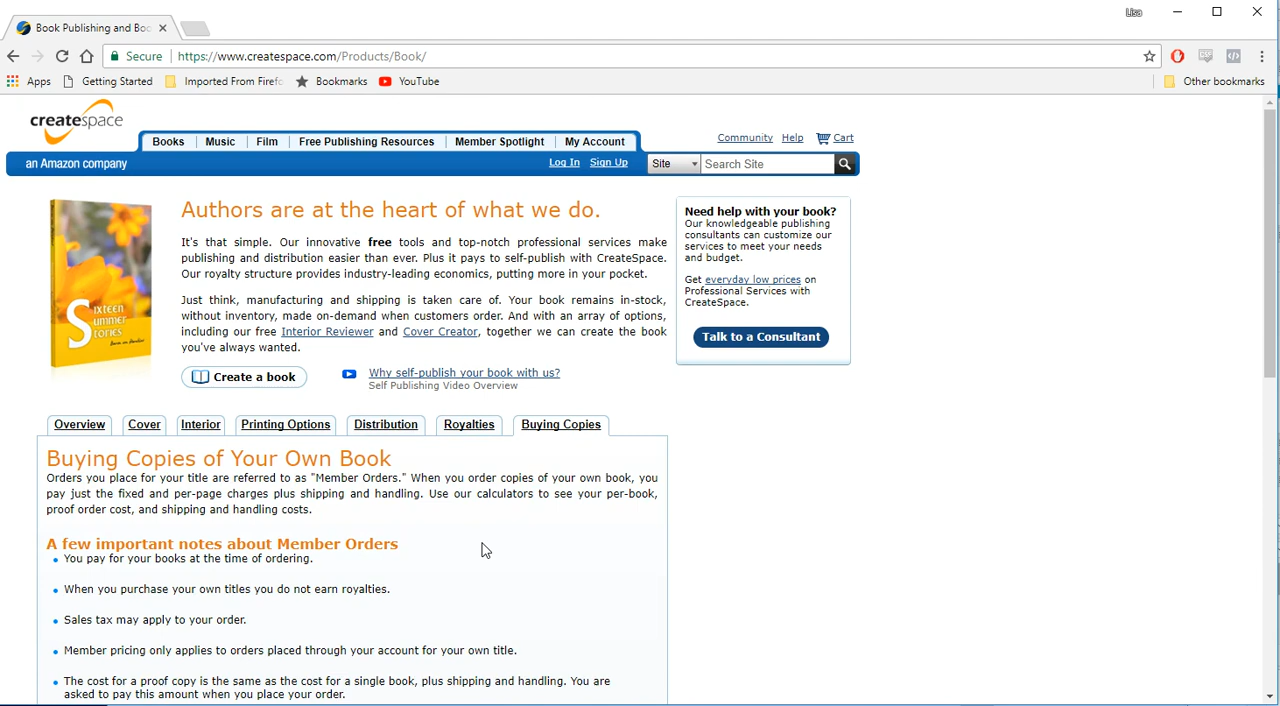 Lisa
Book Publishing and Boo
Secure https://www.createspace.com/Products/Book/
Apps Getting Started Imported From Firefo Bookmarks YouTube Other bookmarks
createspace
Books Music Film Free Publishing Resources Member Spotlight My Account
Community Help Cart
an Amazon company
Log In Sign Up Site Search Site
Authors are at the heart of what we do.
It's that simple. Our innovative free tools and top-notch professional services make
publishing and distribution easier than ever. Plus it pays to self-publish with CreateSpace.
Our royalty structure provides industry-leading economics, putting more in your pocket.
Just think, manufacturing and shipping is taken care of. Your book remains in-stock,
without inventory, made on-demand when customers order. And with an array of options,
including our free Interior Reviewer and Cover Creator, together we can create the book
you've always wanted.
Sixteen
Summer
Stories
Create a book
Why self-publish your book with us?
Self Publishing Video Overview
Need help with your book?
Our knowledgeable publishing
consultants can customize our
services to meet your needs
and budget.
Get everyday low prices on
Professional Services with
CreateSpace.
Talk to a Consultant
Overview Cover Interior Printing Options Distribution Royalties Buying Copies
Buying Copies of Your Own Book
Orders you place for your title are referred to as "Member Orders." When you order copies of your own book, you
pay just the fixed and per-page charges plus shipping and handling. Use our calculators to see your per-book,
proof order cost, and shipping and handling costs.
A few important notes about Member Orders
You pay for your books at the time of ordering.
When you purchase your own titles you do not earn royalties.
Sales tax may apply to your order.
Member pricing only applies to orders placed through your account for your own title.
The cost for a proof copy is the same as the cost for a single book, plus shipping and handling. You are
asked to pay this amount when you place your order.